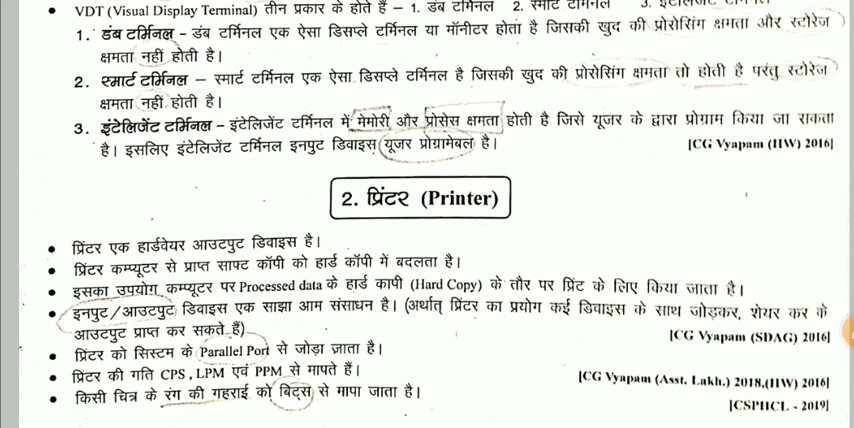 • VDT (Visual Display Terminal) तीन प्रकार के होते हैं – 1. डंब टर्मिनल 2. स्मार्ट टर्मिनल 3.
1. डंब टर्मिनल – डंब टर्मिनल एक ऐसा डिसप्ले टर्मिनल या मॉनीटर होता है जिसकी खुद की प्रोसेसिंग क्षमता और स्टोरेज
क्षमता नहीं होती है।
2. स्मार्ट टर्मिनल – स्मार्ट टर्मिनल एक ऐसा डिसप्ले टर्मिनल है जिसकी खुद की प्रोसेसिंग क्षमता तो होती है परंतु स्टोरेज
क्षमता नहीं होती है।
3. इंटेलिजेंट टर्मिनल – इंटेलिजेंट टर्मिनल में मेमोरी और प्रोसेस क्षमता होती है जिसे यूजर के द्वारा प्रोग्राम किया जा सकता
है। इसलिए इंटेलिजेंट टर्मिनल इनपुट डिवाइस यूजर प्रोग्रामेबल है। [CG Vyapam (HW) 2016]
2. प्रिंटर (Printer)
• प्रिंटर एक हार्डवेयर आउटपुट डिवाइस है।
• प्रिंटर कम्प्यूटर से प्राप्त साफ्ट कॉपी को हार्ड कॉपी में बदलता है।
• इसका उपयोग कम्प्यूटर पर Processed data के हार्ड कापी (Hard Copy) के तौर पर प्रिंट के लिए किया जाता है।
• इनपुट/आउटपुट डिवाइस एक साझा आम संसाधन है। (अर्थात् प्रिंटर का प्रयोग कई डिवाइस के साथ जोड़कर, शेयर कर के
आउटपुट प्राप्त कर सकते हैं) [CG Vyapam (SDAG) 2016]
• प्रिंटर को सिस्टम के Parallel Port से जोड़ा जाता है।
• प्रिंटर की गति CPS, LPM एवं PPM से मापते हैं। [CG Vyapam (Asst. Lakh.) 2018,(HW) 2016]
• किसी चित्र के रंग की गहराई को बिट्स से मापा जाता है। [CSPHCL - 2019]